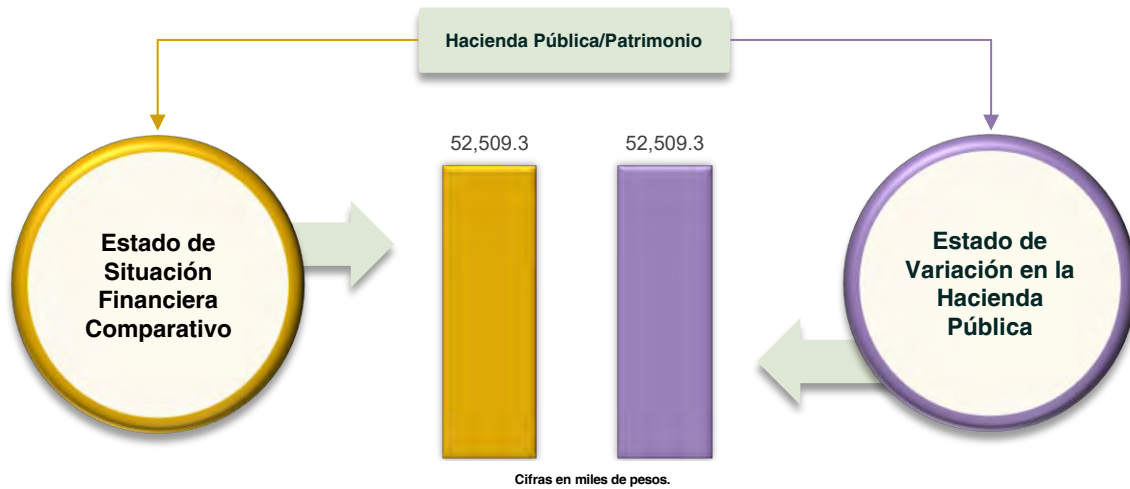 Hacienda Pública/Patrimonio
52,509.3
52,509.3
Estado de
Situación
Financiera
Comparativo
Estado de
Variación en la
Hacienda
Pública
Cifras en miles de pesos.